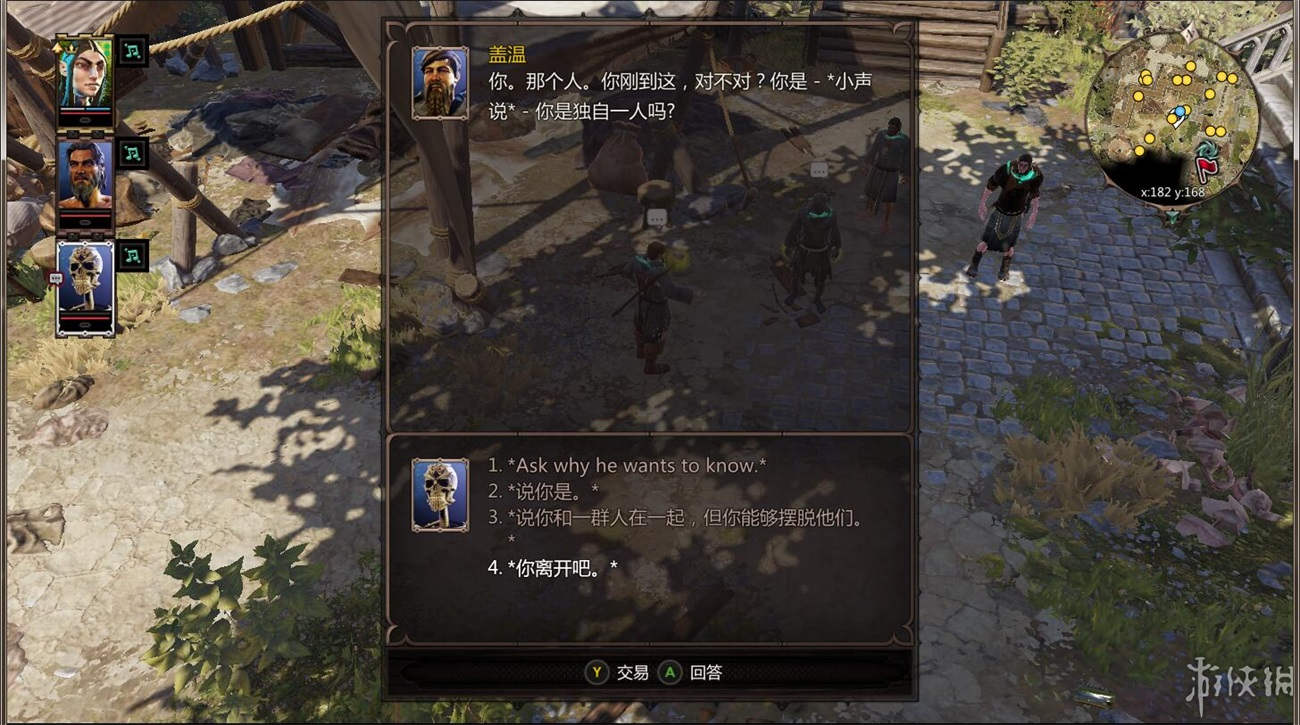 盖温
你。那个人。你刚到这，对不对？你是 - *小声
说* - 你是独自一人吗?
x:182 y:168
1. *Ask why he wants to know.*
2. *说你是。*
3. *说你和一群人在一起，但你能够摆脱他们。
*
4. *你离开吧。*
Y 交易 A 回答
游侠网